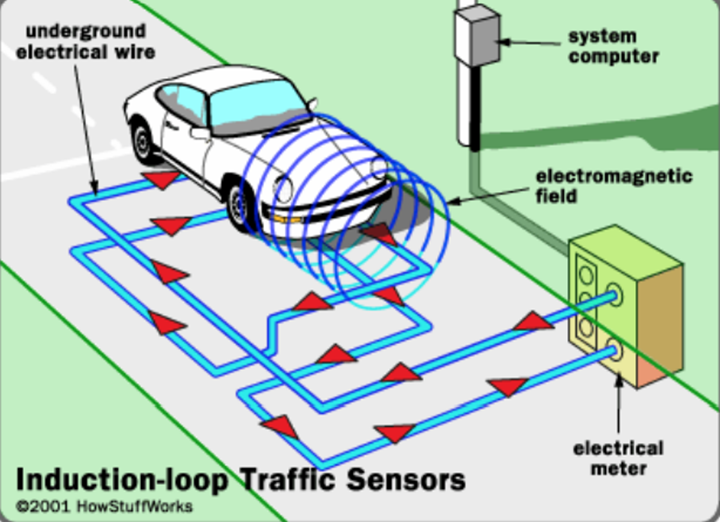 underground
electrical wire
system
computer
electromagnetic
field
electrical
meter
Induction-loop Traffic Sensors
©2001 HowStuffWorks